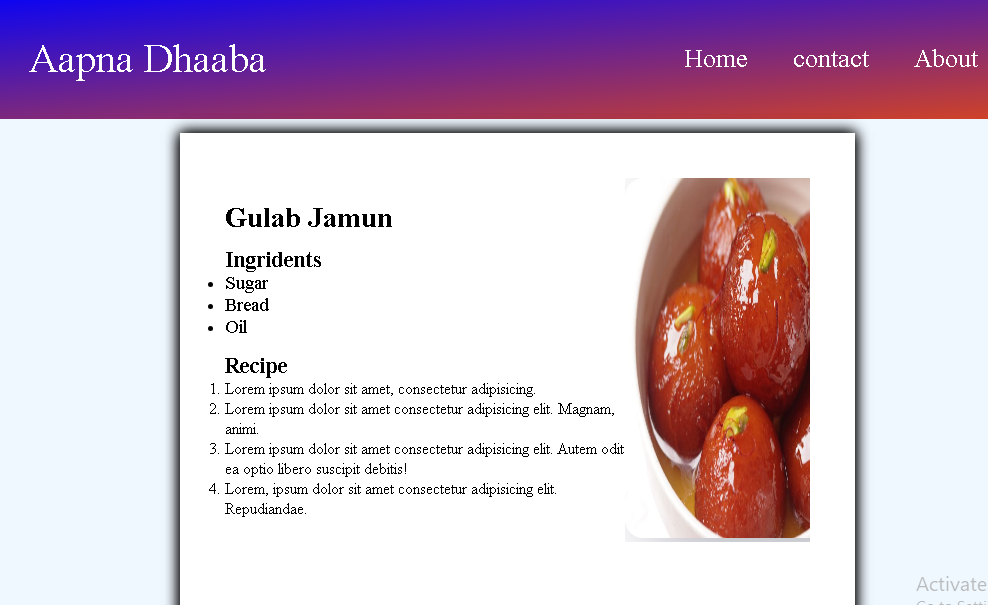 Aapna Dhaaba
Home contact About
Gulab Jamun
Ingridents
Sugar
Bread
Oil
Recipe
1. Lorem ipsum dolor sit amet, consectetur adipisicing.
2. Lorem ipsum dolor sit amet consectetur adipisicing elit. Magnam,
animi.
3. Lorem ipsum dolor sit amet consectetur adipisicing elit. Autem odit
ea optio libero suscipit debitis!
4. Lorem, ipsum dolor sit amet consectetur adipisicing elit.
Repudiandae.
Activate